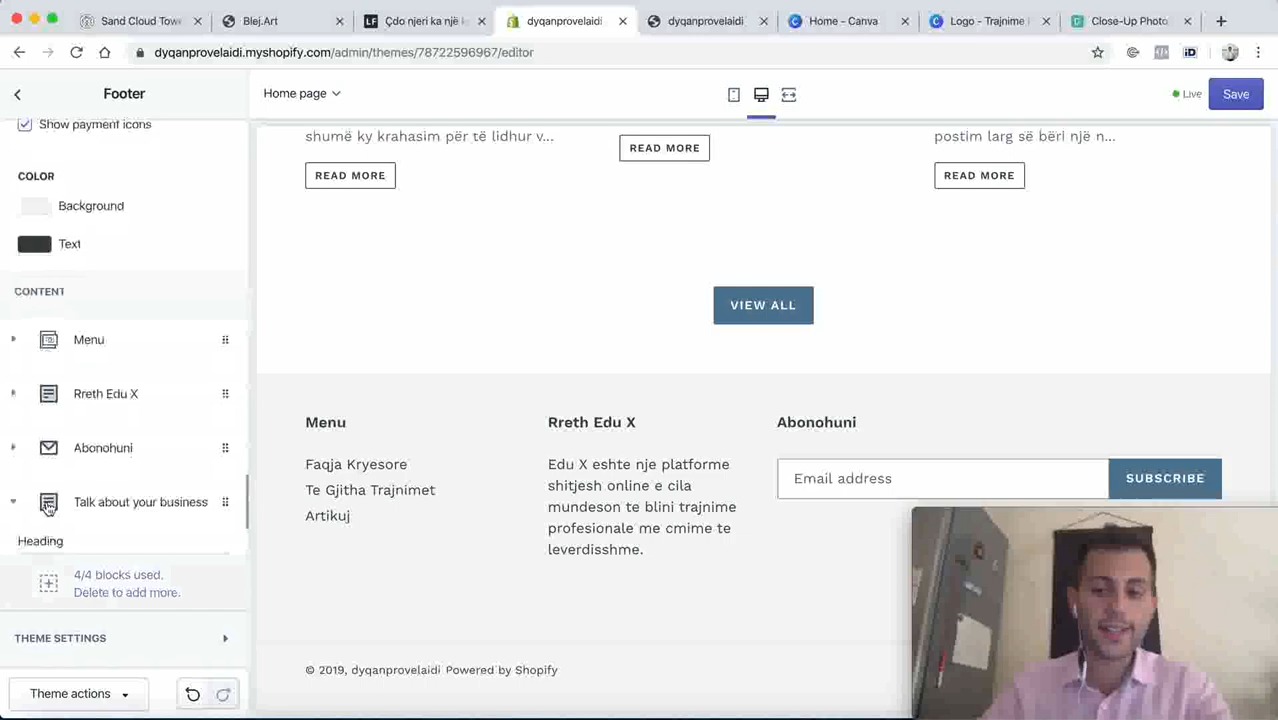 Sand Cloud Tow
Blej.Art
Çdo njeri ka një k
dyqanprovelaidi
dyqanprovelaidi
Home - Canva
Logo - Trajnime
Close-Up Photo
dyqanprovelaidi.myshopify.com/admin/themes/78722596967/editor
Footer
Home page
Live
Save
Show payment icons
COLOR
Background
Text
CONTENT
Menu
Rreth Edu X
Abonohuni
Talk about your business
Heading
4/4 blocks used.
Delete to add more.
THEME SETTINGS
Theme actions
shumë ky krahasim për të lidhur v...
READ MORE
READ MORE
postim larg së bëri një n...
READ MORE
VIEW ALL
Menu
Faqja Kryesore
Te Gjitha Trajnimet
Artikuj
Rreth Edu X
Edu X eshte nje platforme
shitjesh online e cila
mundeson te blini trajnime
profesionale me cmime te
leverdisshme.
Abonohuni
Email address
SUBSCRIBE
© 2019, dyqanprovelaidi Powered by Shopify